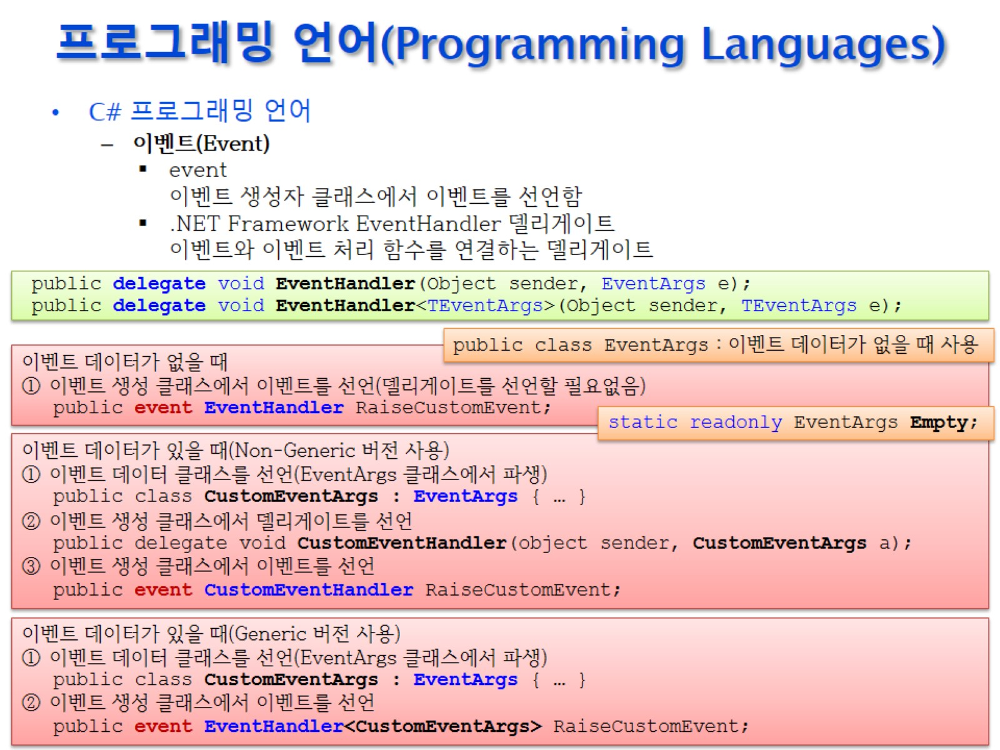 프로그래밍 언어(Programming Languages)
• C# 프로그래밍 언어
– 이벤트(Event)
▪ event
이벤트 생성자 클래스에서 이벤트를 선언함
▪ .NET Framework EventHandler 델리게이트
이벤트와 이벤트 처리 함수를 연결하는 델리게이트
public delegate void EventHandler(Object sender, EventArgs e);
public delegate void EventHandler<TEventArgs>(Object sender, TEventArgs e);
public class EventArgs : 이벤트 데이터가 없을 때 사용
이벤트 데이터가 없을 때
① 이벤트 생성 클래스에서 이벤트를 선언(델리게이트를 선언할 필요없음)
public event EventHandler RaiseCustomEvent;
static readonly EventArgs Empty;
이벤트 데이터가 있을 때(Non-Generic 버전 사용)
① 이벤트 데이터 클래스를 선언(EventArgs 클래스에서 파생)
public class CustomEventArgs : EventArgs { … }
② 이벤트 생성 클래스에서 델리게이트를 선언
public delegate void CustomEventHandler(object sender, CustomEventArgs a);
③ 이벤트 생성 클래스에서 이벤트를 선언
public event CustomEventHandler RaiseCustomEvent;
이벤트 데이터가 있을 때(Generic 버전 사용)
① 이벤트 데이터 클래스를 선언(EventArgs 클래스에서 파생)
public class CustomEventArgs : EventArgs { … }
② 이벤트 생성 클래스에서 이벤트를 선언
public event EventHandler<CustomEventArgs> RaiseCustomEvent;